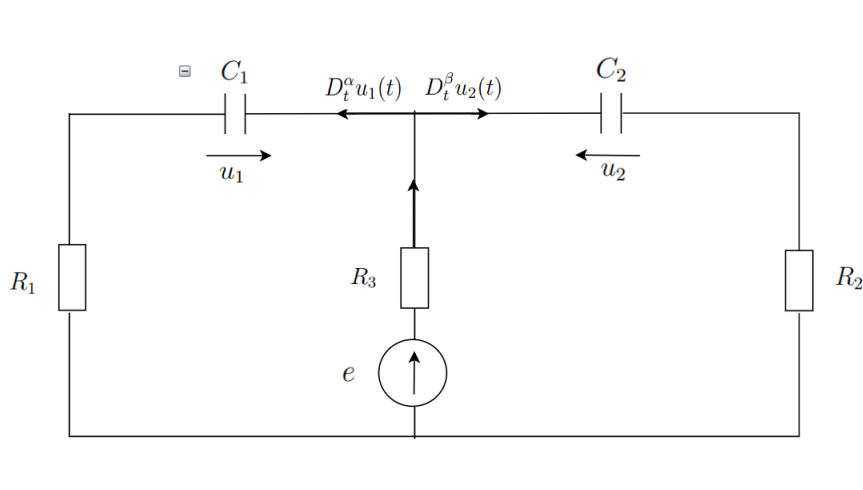 C₁
D_t^α u₁(t)
D_t^β u₂(t)
C₂
u₁
u₂
R₁
R₃
R₂
e